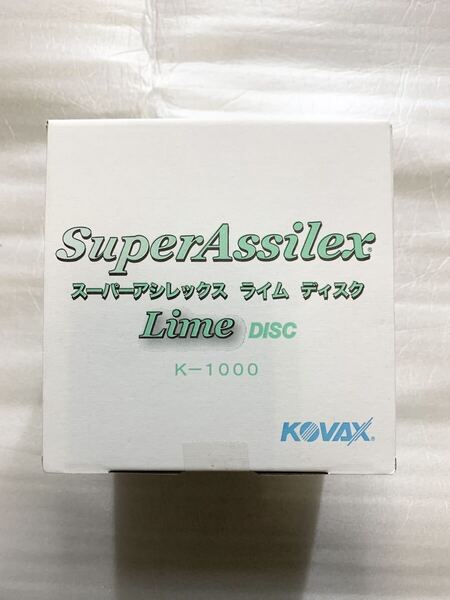 SuperAssilex®
スーパーアシレックス ライム ディスク
Lime DISC
K-1000
KOVAX®